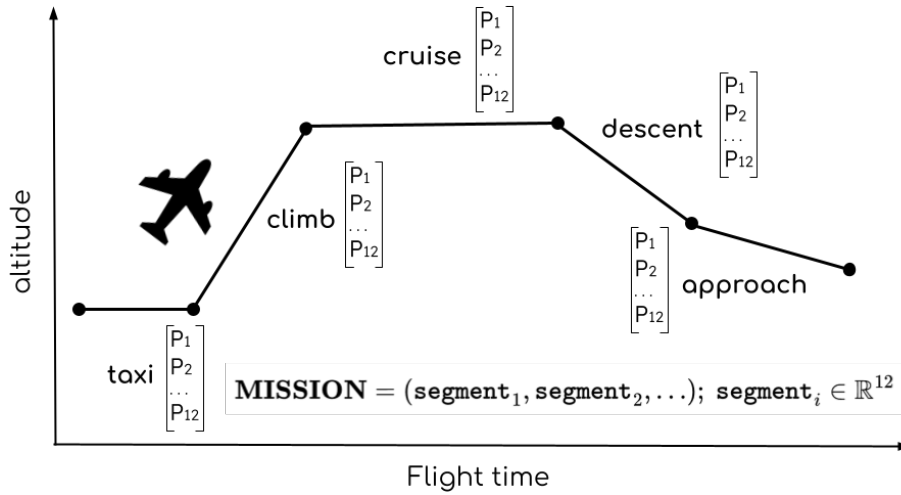 cruise
P1
P2
...
P12
descent
P1
P2
...
P12
climb
P1
P2
...
P12
altitude
P1
P2
...
P12
approach
taxi
P1
P2
...
P12
MISSION = (segment₁, segment₂, …); segmentᵢ ∈ ℝ¹²
Flight time